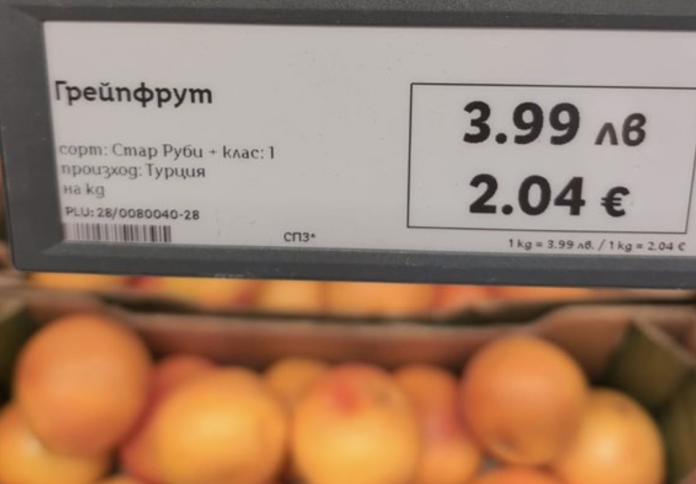 Грейпфрут
3.99 лв
2.04 €
сорт: Стар Руби + клас: 1
произход: Турция
на kg
PLU: 28/0080040-28
СПЗ*
1 kg = 3.99 лв. / 1 kg = 2.04 €